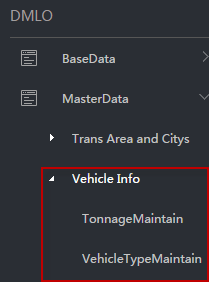 DMLO
BaseData
MasterData
Trans Area and Citys
Vehicle Info
TonnageMaintain
VehicleTypeMaintain